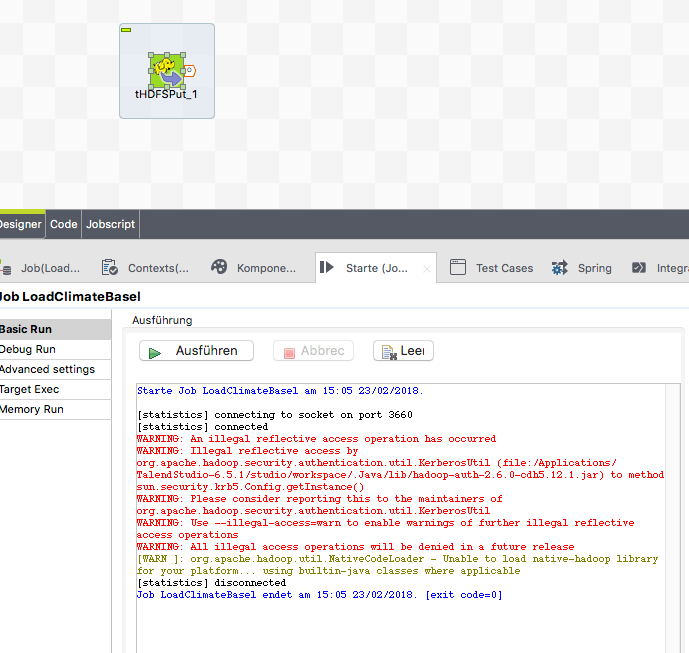 tHDFSPut_1
Designer Code Jobscript
Job(Load... Contexts(... Kompone... Starte (Jo... Test Cases Spring Integr
Job LoadClimateBasel
Basic Run
Debug Run
Advanced settings
Target Exec
Memory Run
Ausführung
Ausführen Abbrec Leer
Starte Job LoadClimateBasel am 15:05 23/02/2018.
[statistics] connecting to socket on port 3660
[statistics] connected
WARNING: An illegal reflective access operation has occurred
WARNING: Illegal reflective access by
org.apache.hadoop.security.authentication.util.KerberosUtil (file:/Applications/
TalendStudio-6.5.1/studio/workspace/.Java/lib/hadoop-auth-2.6.0-cdh5.12.1.jar) to method
sun.security.krb5.Config.getInstance()
WARNING: Please consider reporting this to the maintainers of
org.apache.hadoop.security.authentication.util.KerberosUtil
WARNING: Use --illegal-access=warn to enable warnings of further illegal reflective
access operations
WARNING: All illegal access operations will be denied in a future release
[WARN ]: org.apache.hadoop.util.NativeCodeLoader - Unable to load native-hadoop library
for your platform... using builtin-java classes where applicable
[statistics] disconnected
Job LoadClimateBasel endet am 15:05 23/02/2018. [exit code=0]